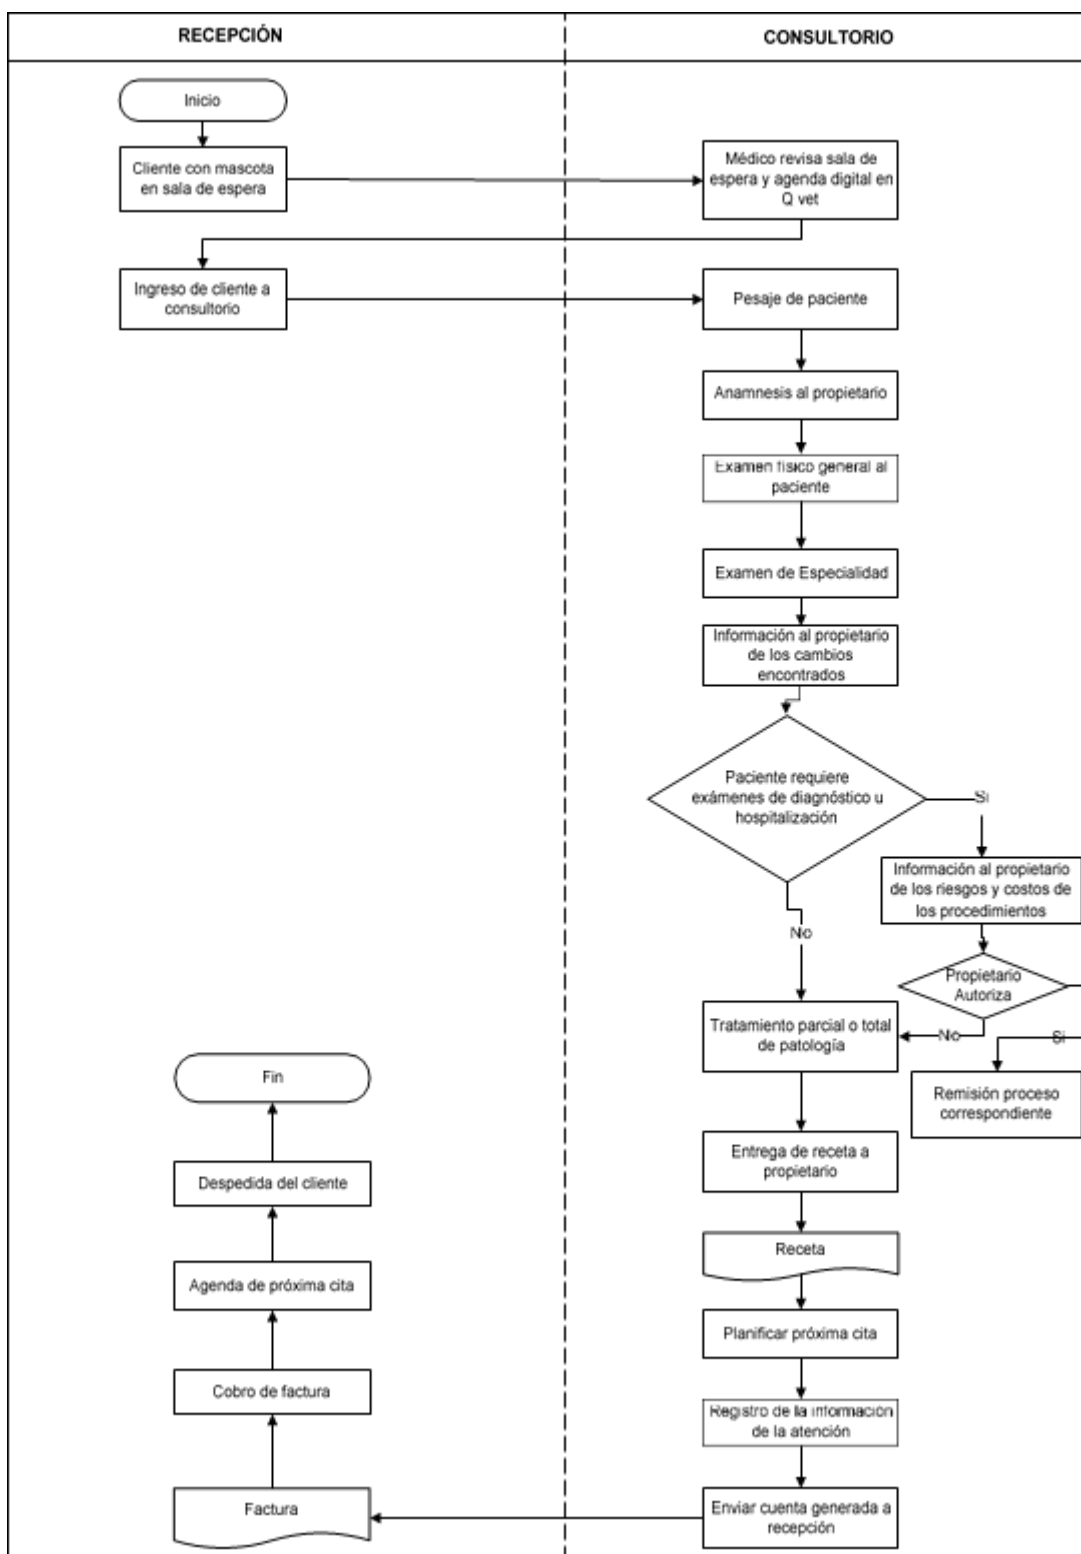 RECEPCIÓN
CONSULTORIO
Inicio
Cliente con mascota
en sala de espera
Médico revisa sala de
espera y agenda digital en
Q vet
Ingreso de cliente a
consultorio
Pesaje de paciente
Anamnesis al propietario
Examen físico general al
paciente
Examen de Especialidad
Información al propietario
de los cambios
encontrados
Paciente requiere
exámenes de diagnóstico u
hospitalización
Si
Información al propietario
de los riesgos y costos de
los procedimientos
No
Propietario
Autoriza
Tratamiento parcial o total
de patología
No
Si
Remisión proceso
correspondiente
Fin
Entrega de receta a
propietario
Despedida del cliente
Receta
Agenda de próxima cita
Planificar próxima cita
Cobro de factura
Registro de la información
de la atención
Factura
Enviar cuenta generada a
recepción